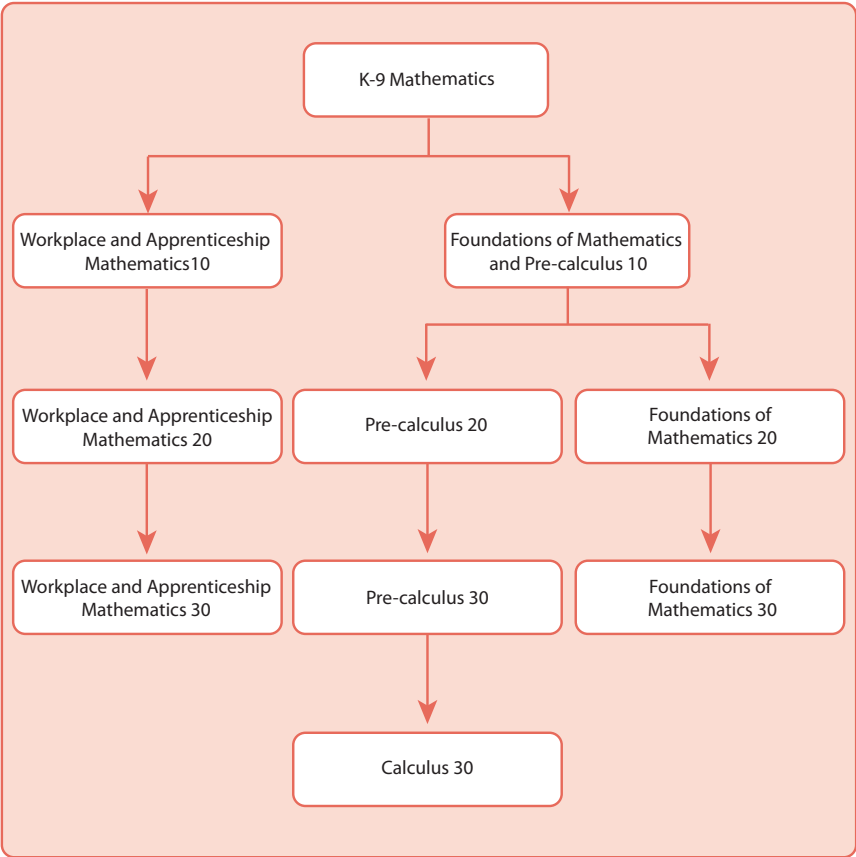 K-9 Mathematics
Workplace and Apprenticeship
Mathematics10
Foundations of Mathematics
and Pre-calculus 10
Workplace and Apprenticeship
Mathematics 20
Pre-calculus 20
Foundations of
Mathematics 20
Workplace and Apprenticeship
Mathematics 30
Pre-calculus 30
Foundations of
Mathematics 30
Calculus 30